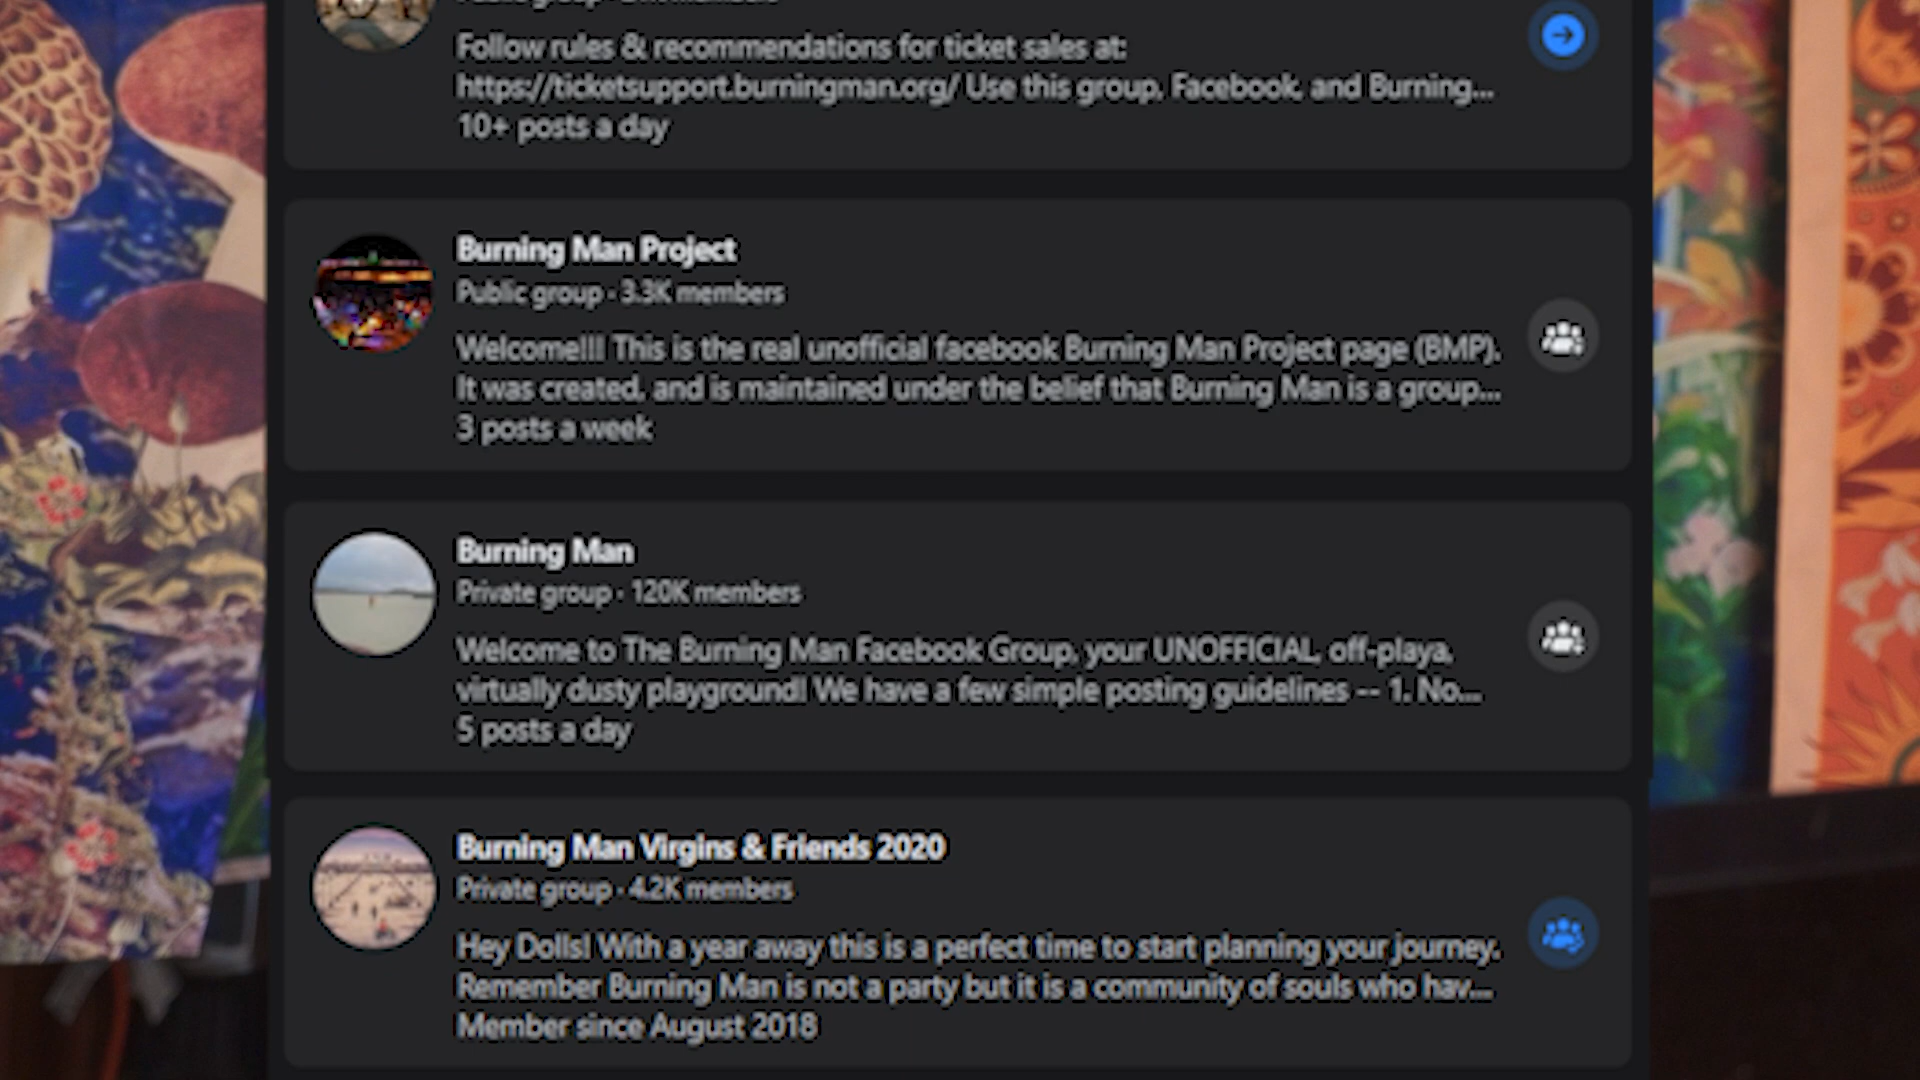 Follow rules & recommendations for ticket sales at:
https://ticketsupport.burningman.org/ Use this group, Facebook, and Burning...
10+ posts a day
Burning Man Project
Public group · 3.3K members
Welcome!!! This is the real unofficial facebook Burning Man Project page (BMP).
It was created, and is maintained under the belief that Burning Man is a group...
3 posts a week
Burning Man
Private group · 120K members
Welcome to The Burning Man Facebook Group, your UNOFFICIAL, off-playa,
virtually dusty playground! We have a few simple posting guidelines -- 1. No...
5 posts a day
Burning Man Virgins & Friends 2020
Private group · 4.2K members
Hey Dolls! With a year away this is a perfect time to start planning your journey.
Remember Burning Man is not a party but it is a community of souls who hav...
Member since August 2018